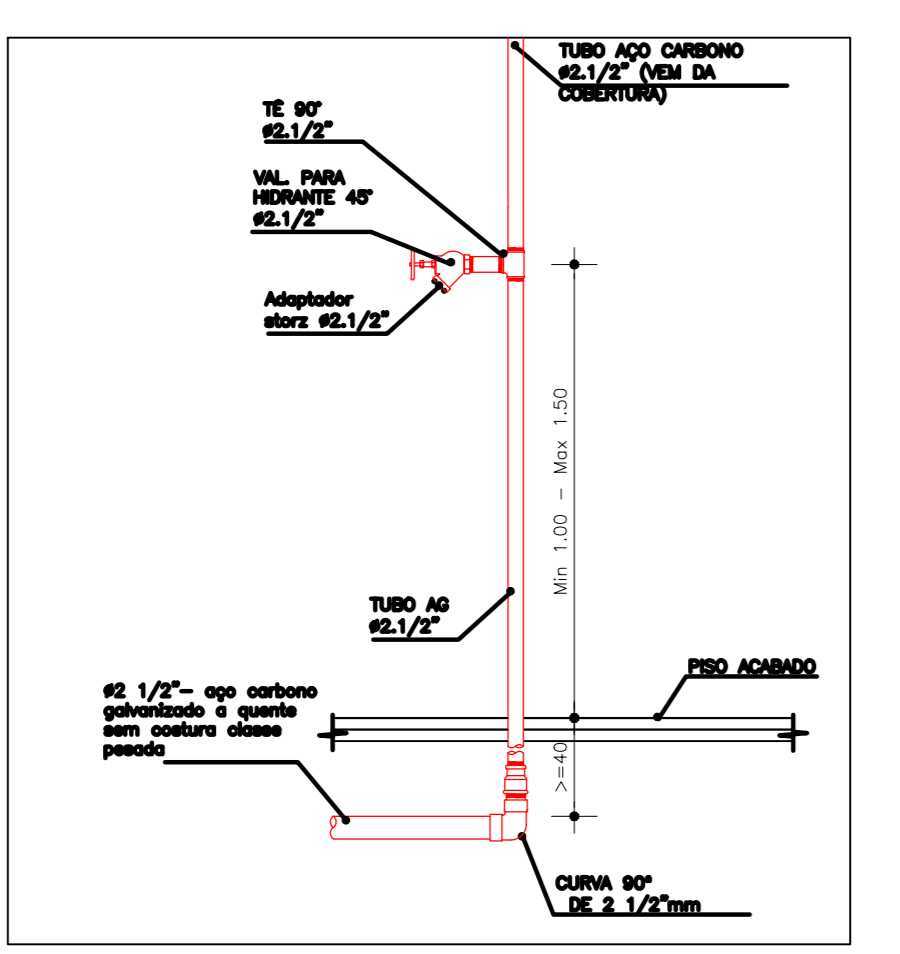 TUBO AÇO CARBONO
ø2.1/2" (VEM DA
COBERTURA)
TÊ 90°
ø2.1/2"
VAL. PARA
HIDRANTE 45°
ø2.1/2"
Adaptador
storz ø2.1/2"
Min 1.00 - Max 1.50
TUBO AG
ø2.1/2"
PISO ACABADO
ø2 1/2"- aço carbono
galvanizado a quente
sem costura classe
pesada
>=40
CURVA 90°
DE 2 1/2"mm